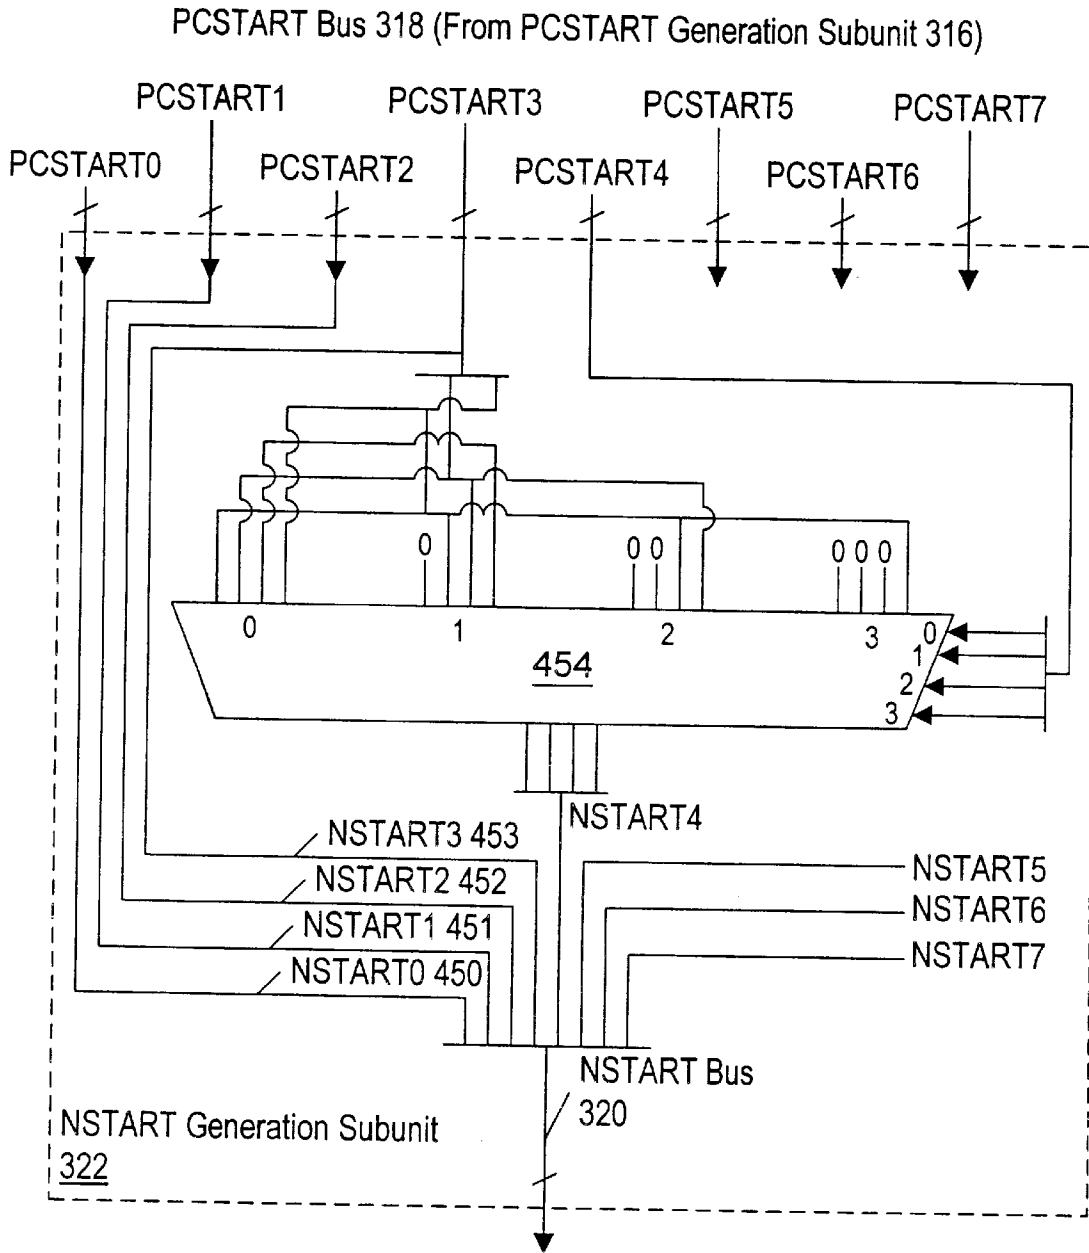 PCSTART Bus 318 (From PCSTART Generation Subunit 316)
PCSTART1 PCSTART3 PCSTART5 PCSTART7
PCSTART0 PCSTART2 PCSTART4 PCSTART6
0 0 0 0 0 0
0 1 2 3 0
1
454 2
3
NSTART4
NSTART3 453
NSTART5
NSTART2 452
NSTART6
NSTART1 451
NSTART7
NSTART0 450
NSTART Bus
320
NSTART Generation Subunit
322